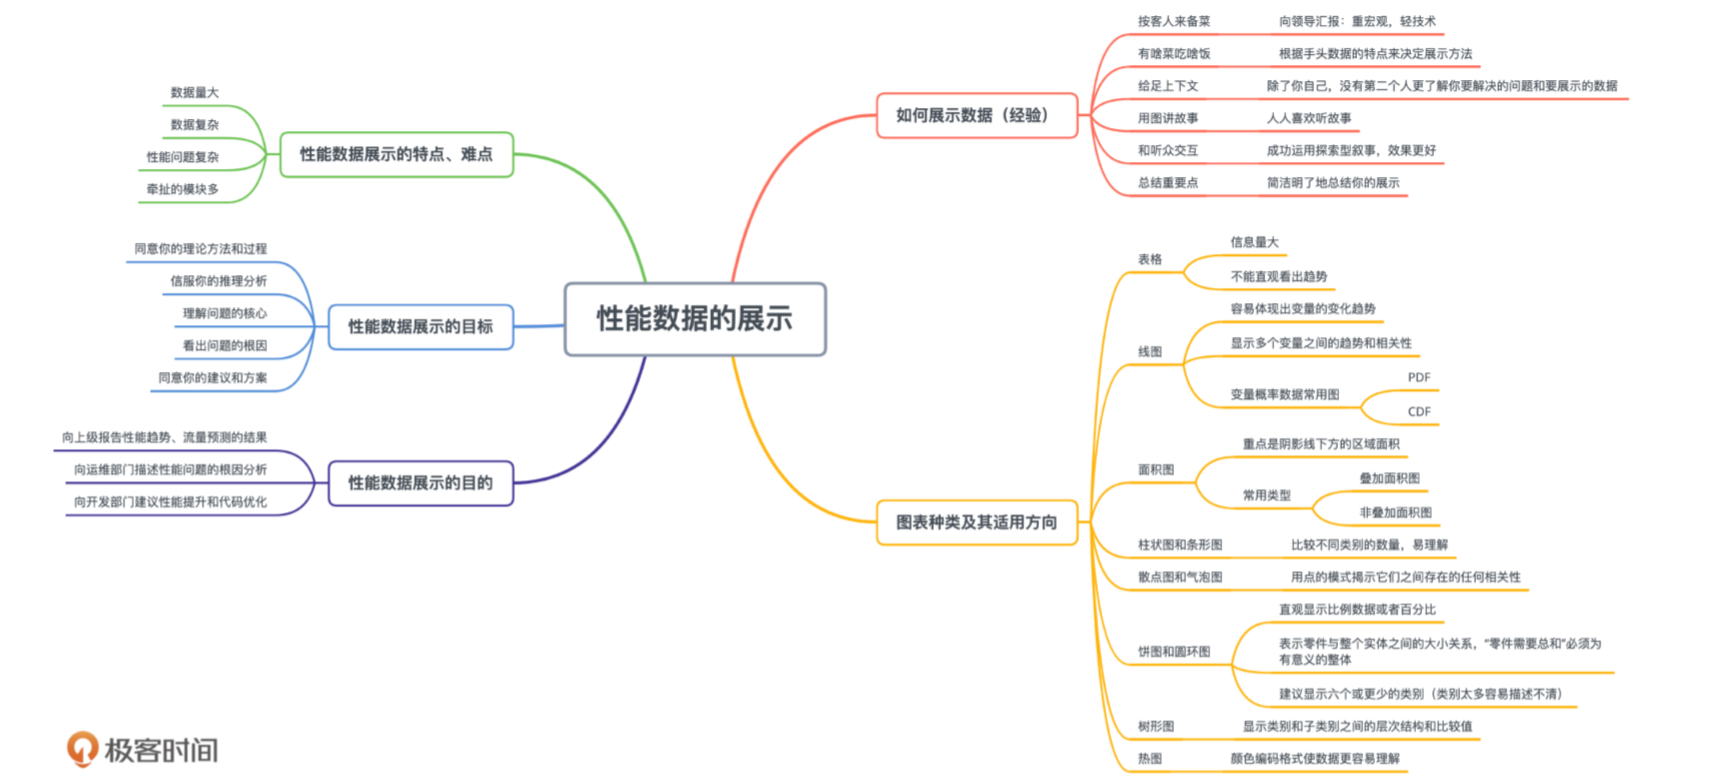 性能数据的展示
性能数据展示的特点、难点
数据量大
数据复杂
性能问题复杂
牵扯的模块多
性能数据展示的目标
同意你的理论方法和过程
信服你的推理分析
理解问题的核心
看出问题的根因
同意你的建议和方案
性能数据展示的目的
向上级报告性能趋势、流量预测的结果
向运维部门描述性能问题的根因分析
向开发部门建议性能提升和代码优化
如何展示数据（经验）
按客人来备菜
向领导汇报：重宏观，轻技术
有啥菜吃啥饭
根据手头数据的特点来决定展示方法
给足上下文
除了你自己，没有第二个人更了解你要解决的问题和要展示的数据
用图讲故事
人人喜欢听故事
和听众交互
成功运用探索型叙事，效果更好
总结重要点
简洁明了地总结你的展示
图表种类及其适用方向
表格
信息量大
不能直观看出趋势
线图
容易体现出变量的变化趋势
显示多个变量之间的趋势和相关性
变量概率数据常用图
PDF
CDF
面积图
重点是阴影线下方的区域面积
常用类型
叠加面积图
非叠加面积图
柱状图和条形图
比较不同类别的数量，易理解
散点图和气泡图
用点的模式揭示它们之间存在的任何相关性
饼图和圆环图
直观显示比例数据或者百分比
表示零件与整个实体之间的大小关系，“零件需要总和”必须为
有意义的整体
建议显示六个或更少的类别（类别太多容易描述不清）
树形图
显示类别和子类别之间的层次结构和比较值
热图
颜色编码格式使数据更容易理解
极客时间